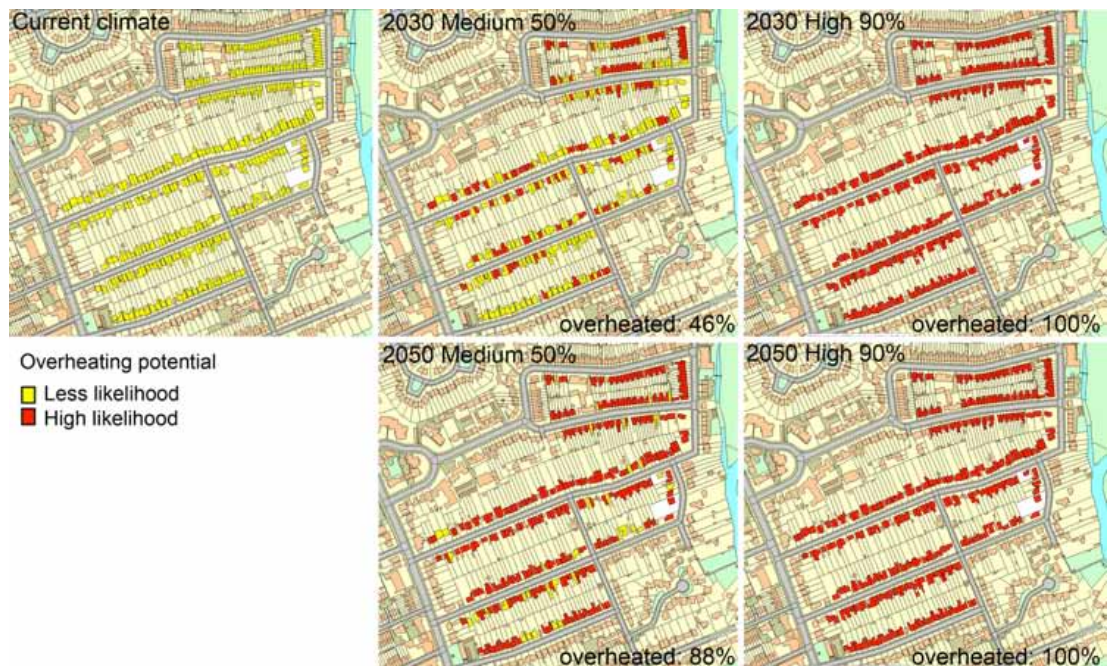 Current climate
2030 Medium 50%
2030 High 90%
overheated: 46%
overheated: 100%
Overheating potential
Less likelihood
High likelihood
2050 Medium 50%
2050 High 90%
overheated: 88%
overheated: 100%